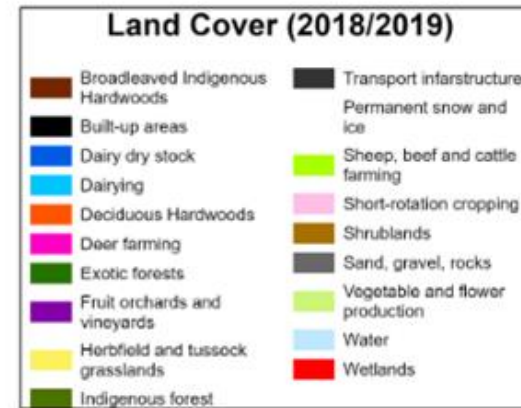 Land Cover (2018/2019)
Broadleaved Indigenous
Hardwoods
Built-up areas
Dairy dry stock
Dairying
Deciduous Hardwoods
Deer farming
Exotic forests
Fruit orchards and
vineyards
Herbfield and tussock
grasslands
Indigenous forest
Transport infarstructure
Permanent snow and
ice
Sheep, beef and cattle
farming
Short-rotation cropping
Shrublands
Sand, gravel, rocks
Vegetable and flower
production
Water
Wetlands